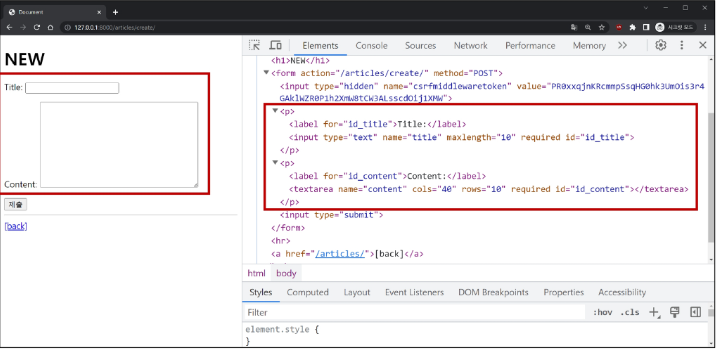 Document
127.0.0.1:8000/articles/create/
시크릿 모드
NEW
Title:
Content:
제출
[back]
Elements Console Sources Network Performance Memory
<h1>NEW</h1>
<form action="/articles/create/" method="POST">
<input type="hidden" name="csrfmiddlewaretoken" value="PR0xxqjnKRcmmpSsqHG0hk3UmOis3r4
GAklWZR0P1h2XmW8tCW3ALsscdOij1XMW">
<p>
<label for="id_title">Title:</label>
<input type="text" name="title" maxlength="10" required id="id_title">
</p>
<p>
<label for="id_content">Content:</label>
<textarea name="content" cols="40" rows="10" required id="id_content"></textarea>
</p>
<input type="submit">
</form>
<hr>
<a href="/articles/">[back]</a>
html body
Styles Computed Layout Event Listeners DOM Breakpoints Properties Accessibility
Filter
:hov .cls
element.style {
}